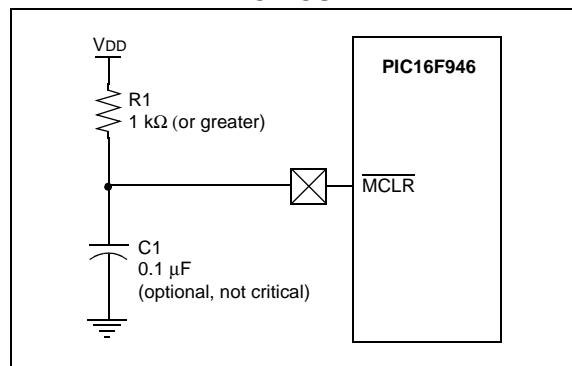 VDD
PIC16F946
R1
1 kΩ (or greater)
MCLR
C1
0.1 μF
(optional, not critical)